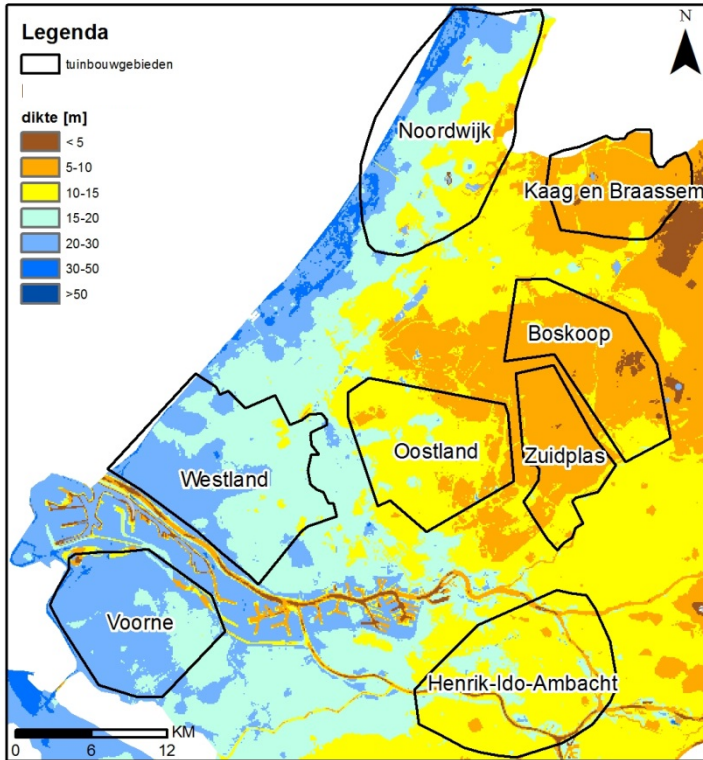 Legenda
tuinbouwgebieden
dikte [m]
< 5
5-10
10-15
15-20
20-30
30-50
>50
N
Noordwijk
Kaag en Braassem
Boskoop
Oostland
Zuidplas
Westland
Voorne
Henrik-Ido-Ambacht
KM
0 6 12